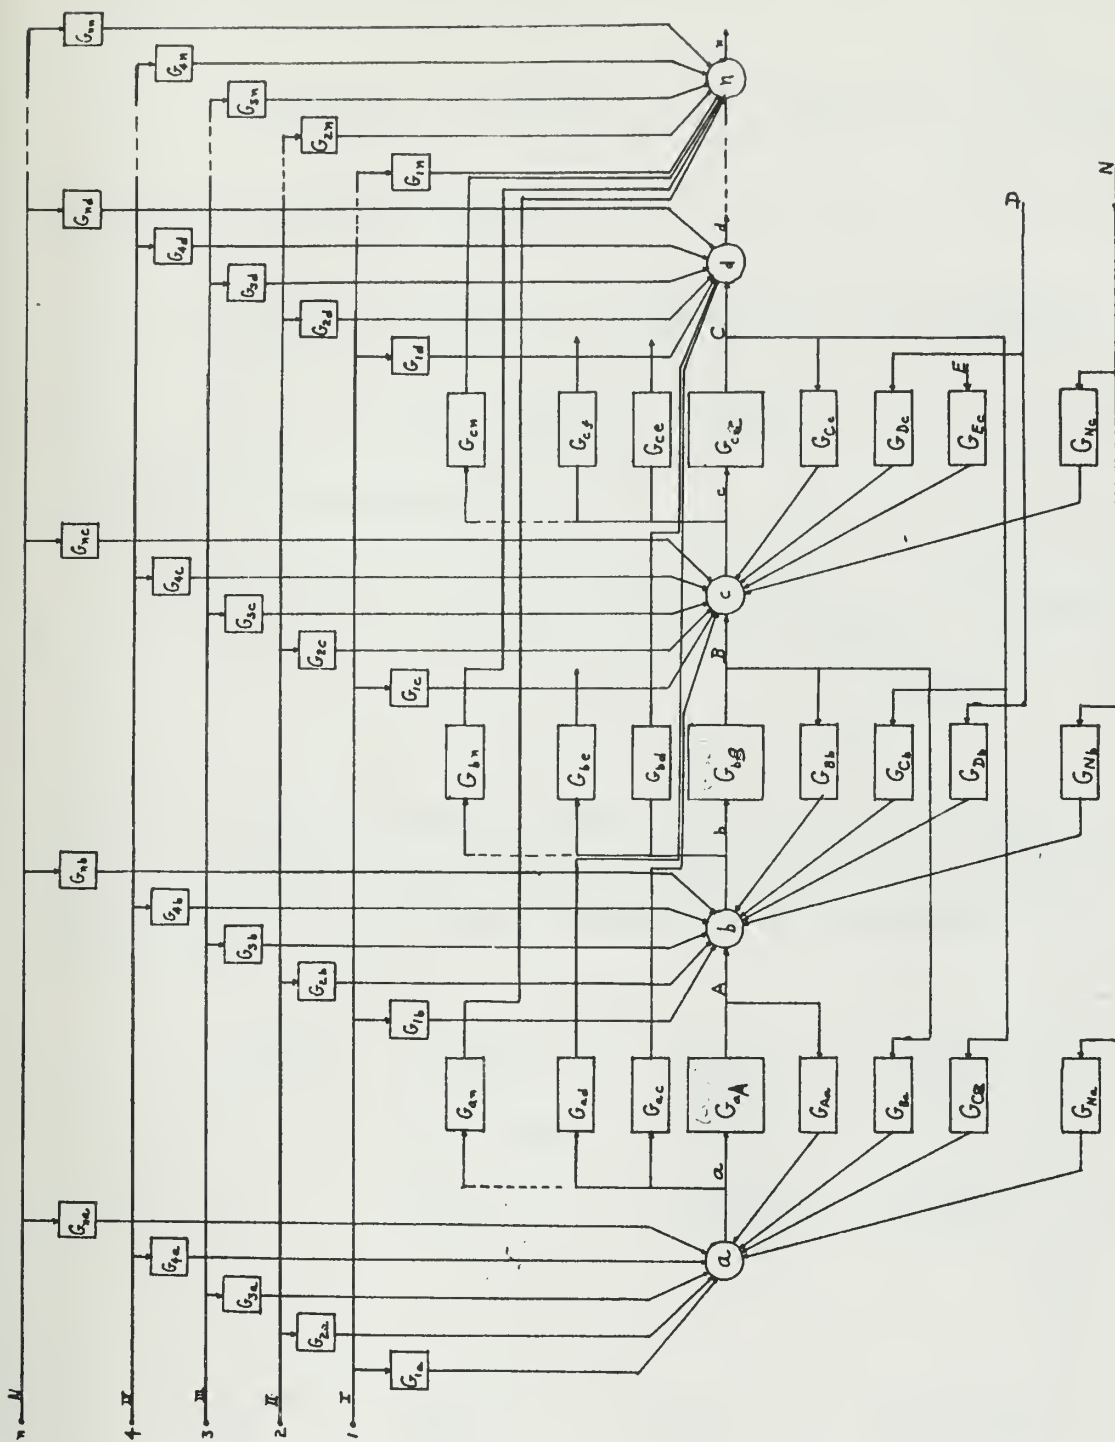 n N
4 IV
3 III
2 II
1 I
Gna Gnb Gnc Gnd Gnn
G4a G4b G4c G4d G4n
G3a G3b G3c G3d G3n
G2a G2b G2c G2d G2n
G1a G1b G1c G1d G1n
Gan Gbn Gcn
Gad Gbe Gcf
Gac Gbd Gce
a a GaA A b b GbB B c c C d d n n
GAa GBb GCc
GBa GCb GDc
GDb GEc E
D
GNa GNb GNc
N